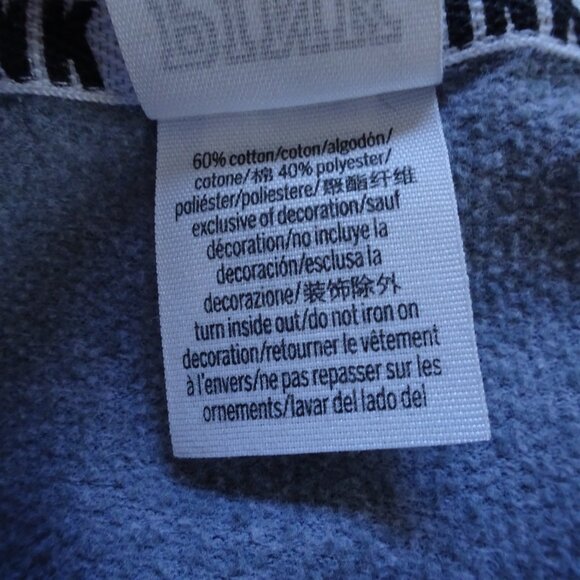 PINK
60% cotton/coton/algodón/
cotone/棉 40% polyester/
poliéster/poliestere/聚酯纤维
exclusive of decoration/sauf
décoration/no incluye la
decoración/esclusa la
decorazione/装饰除外
turn inside out/do not iron on
decoration/retourner le vêtement
à l'envers/ne pas repasser sur les
ornements/lavar del lado del